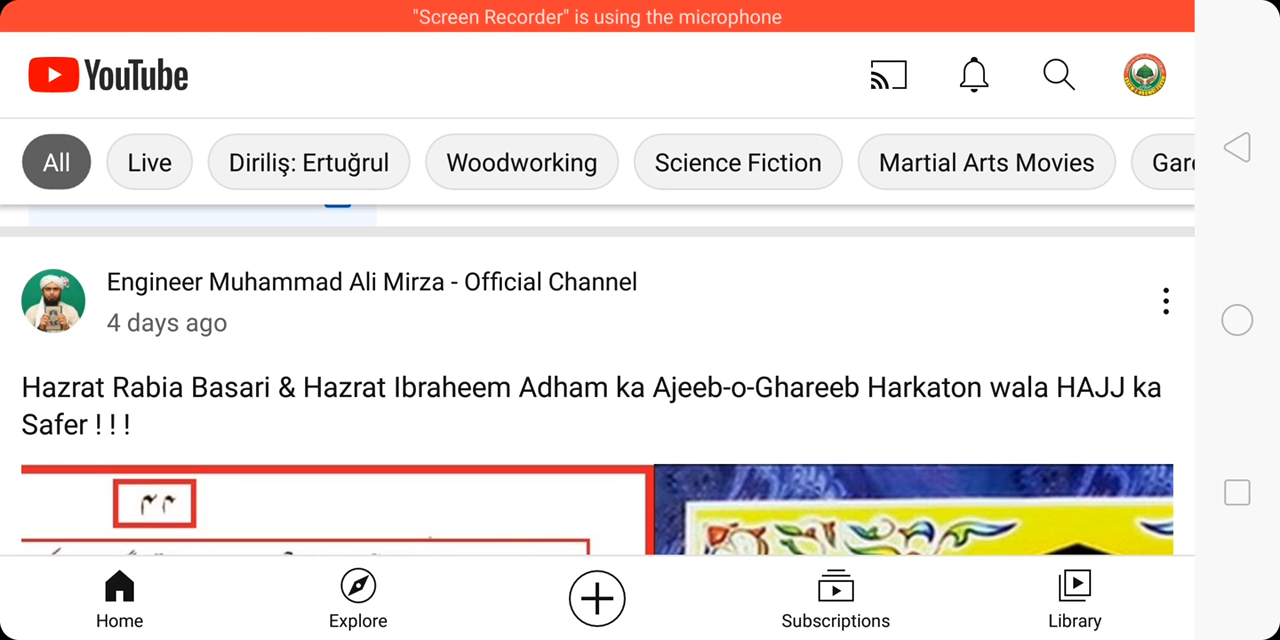 "Screen Recorder" is using the microphone
YouTube
All Live Diriliş: Ertuğrul Woodworking Science Fiction Martial Arts Movies Gar
Engineer Muhammad Ali Mirza - Official Channel
4 days ago
Hazrat Rabia Basari & Hazrat Ibraheem Adham ka Ajeeb-o-Ghareeb Harkaton wala HAJJ ka
Safer ! ! !
Home Explore Subscriptions Library